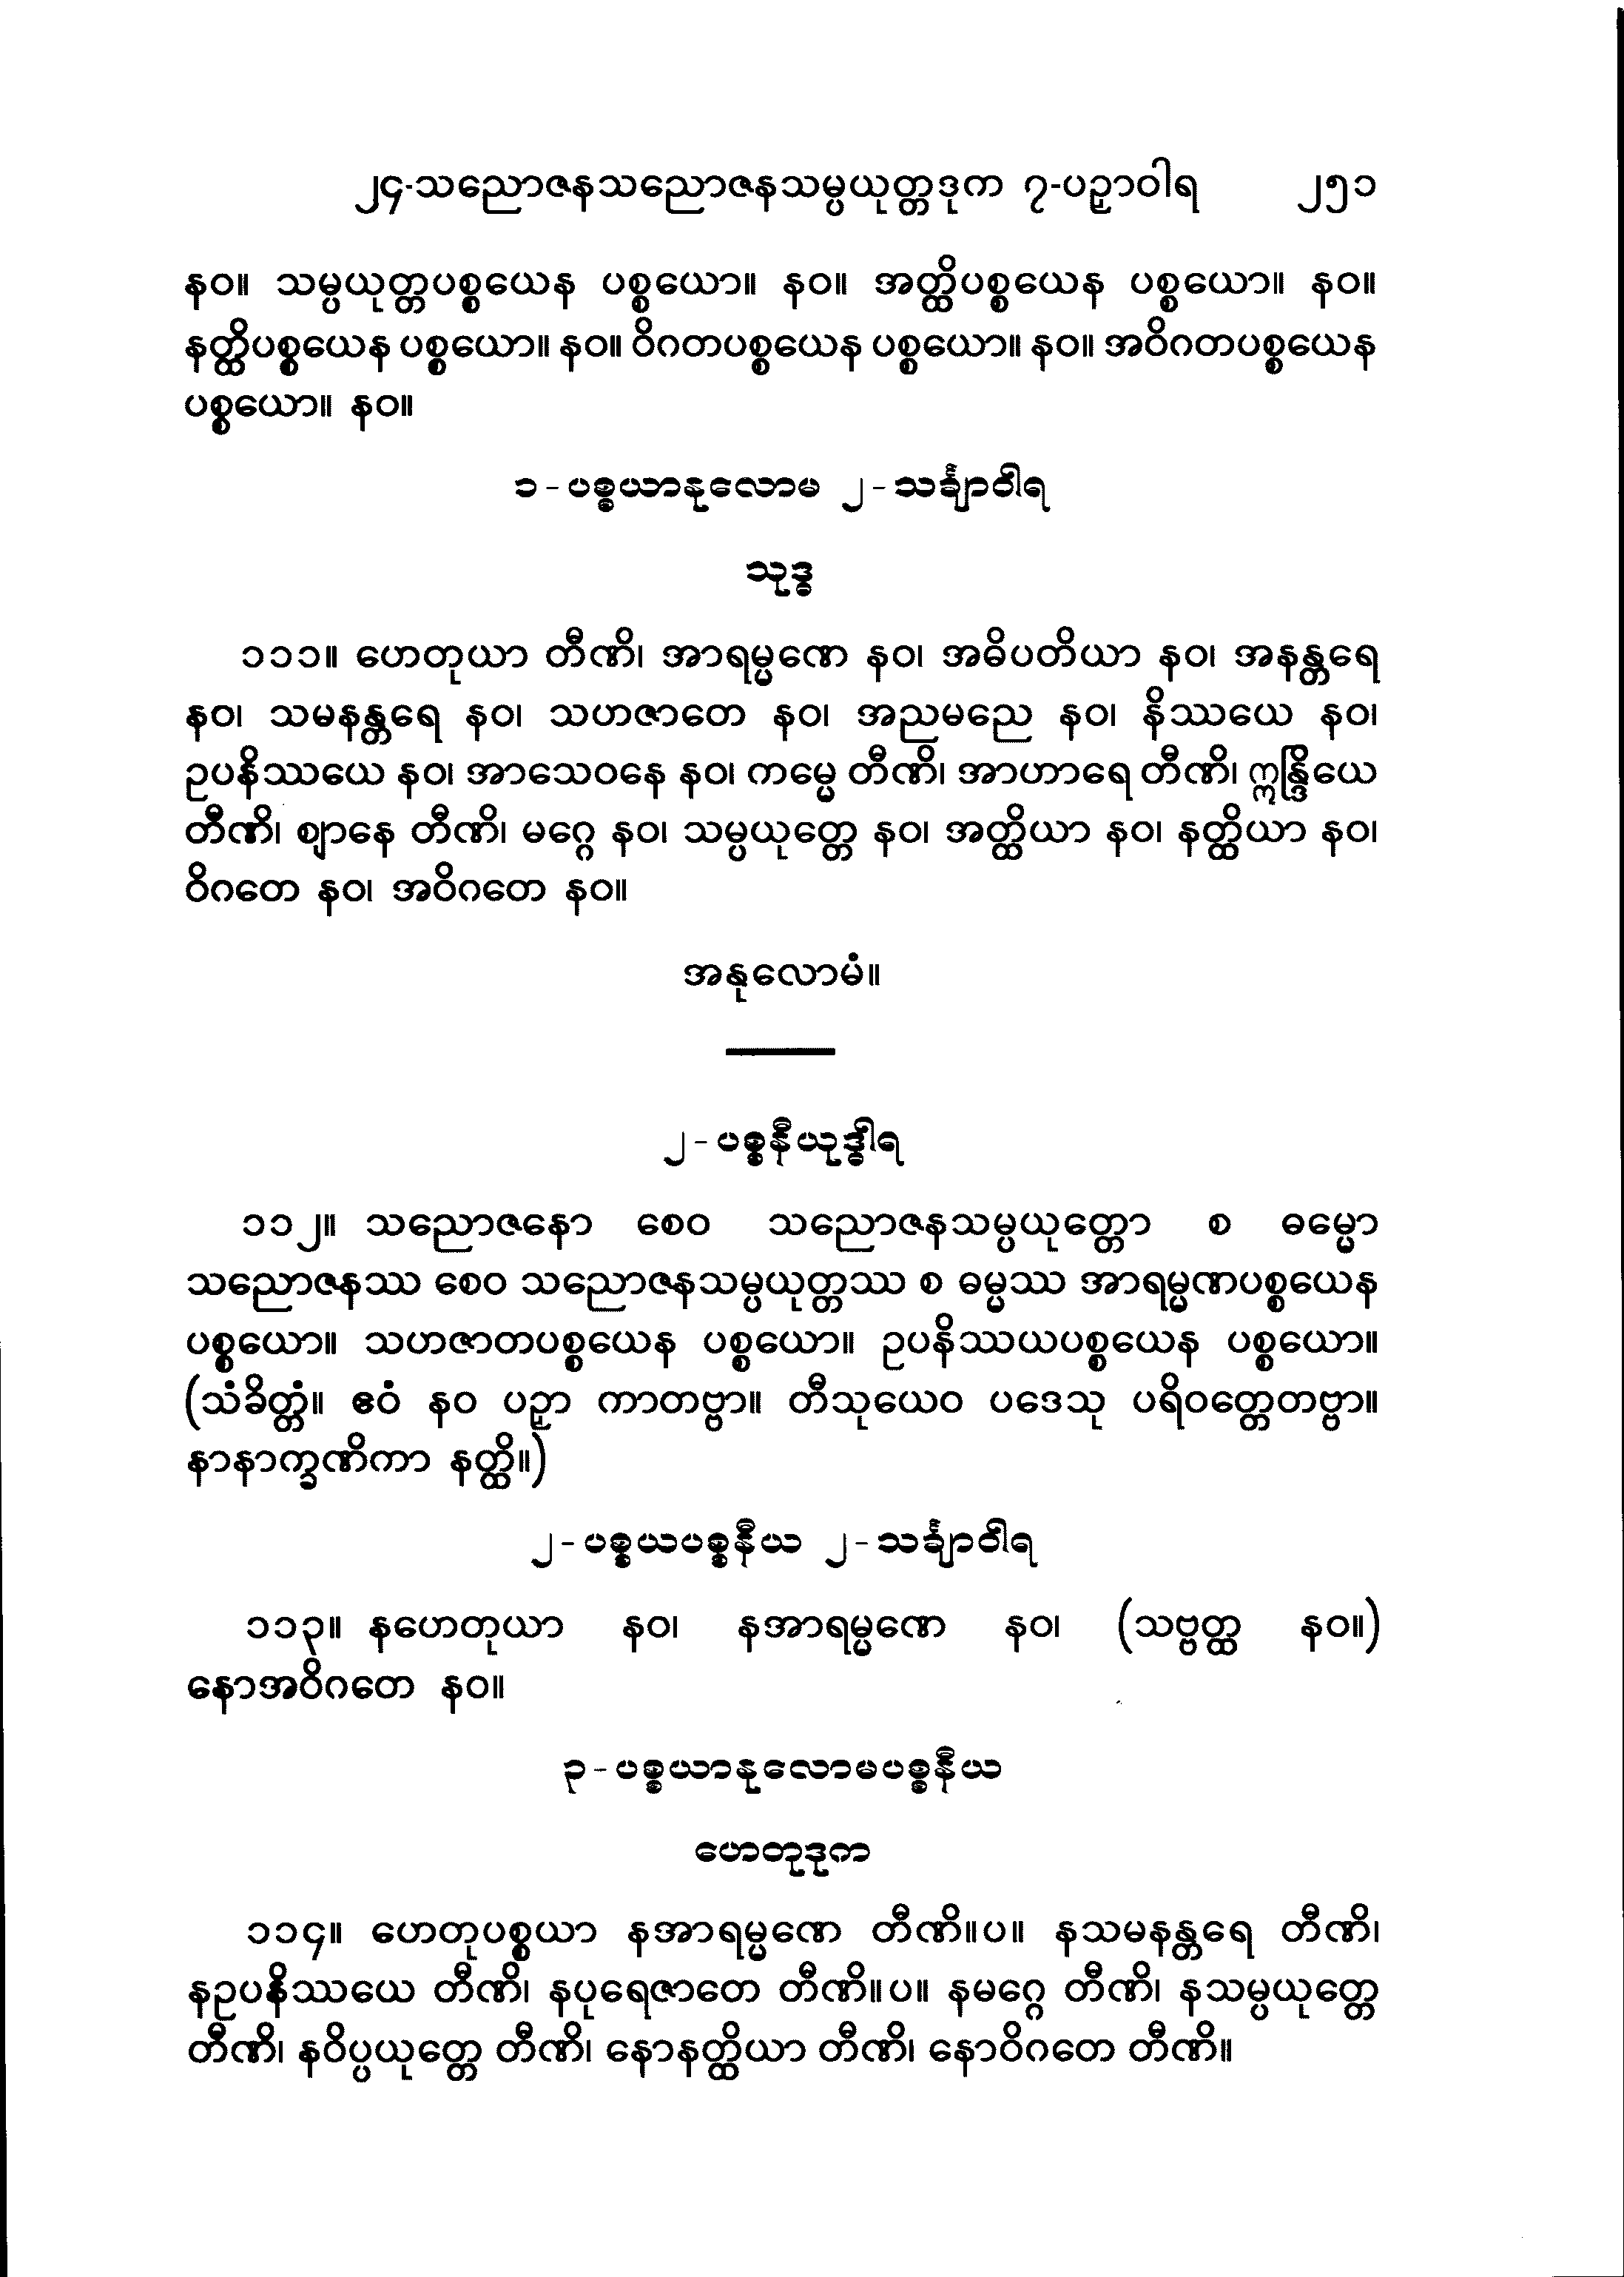 ၂၄-သညောဇနသညောဇနသမ္ပယုတ္တဒုက ၇-ပဉှာဝါရ ၂၅၁
နဝ။ သမ္ပယုတ္တပစ္စယေန ပစ္စယော။ နဝ။ အတ္ထိပစ္စယေန ပစ္စယော။ နဝ။
နတ္ထိပစ္စယေန ပစ္စယော။ နဝ။ ဝိဂတပစ္စယေန ပစ္စယော။ နဝ။ အဝိဂတပစ္စယေန
ပစ္စယော။ နဝ။
၁-ပစ္စယာနုလောမ ၂-သင်္ချာဝါရ
သုဒ္ဓ
၁၁၁။ ဟေတုယာ တီဏိ၊ အာရမ္မဏေ နဝ၊ အဓိပတိယာ နဝ၊ အနန္တရေ
နဝ၊ သမနန္တရေ နဝ၊ သဟဇာတေ နဝ၊ အညမညေ နဝ၊ နိဿယေ နဝ၊
ဥပနိဿယေ နဝ၊ အာသေဝနေ နဝ၊ ကမ္မေ တီဏိ၊ အာဟာရေ တီဏိ၊ ဣန္ဒြိယေ
တီဏိ၊ ဈာနေ တီဏိ၊ မဂ္ဂေ နဝ၊ သမ္ပယုတ္တေ နဝ၊ အတ္ထိယာ နဝ၊ နတ္ထိယာ နဝ၊
ဝိဂတေ နဝ၊ အဝိဂတေ နဝ။
အနုလောမံ။
၂-ပစ္စနီယုဒ္ဓါရ
၁၁၂။ သညောဇနော စေဝ သညောဇနသမ္ပယုတ္တော စ ဓမ္မော
သညောဇနဿ စေဝ သညောဇနသမ္ပယုတ္တဿ စ ဓမ္မဿ အာရမ္မဏပစ္စယေန
ပစ္စယော။ သဟဇာတပစ္စယေန ပစ္စယော။ ဥပနိဿယပစ္စယေန ပစ္စယော။
(သံခိတ္တံ။ ဧဝံ နဝ ပဉှာ ကာတဗ္ဗာ။ တီသုယေဝ ပဒေသု ပရိဝတ္တေတဗ္ဗာ။
နာနာက္ခဏိကာ နတ္ထိ။)
၂-ပစ္စယပစ္စနီယ ၂-သင်္ချာဝါရ
၁၁၃။ နဟေတုယာ နဝ၊ နအာရမ္မဏေ နဝ၊ (သဗ္ဗတ္ထ နဝ။)
နောအဝိဂတေ နဝ။
၃-ပစ္စယာနုလောမပစ္စနီယ
ဟေတုဒုက
၁၁၄။ ဟေတုပစ္စယာ နအာရမ္မဏေ တီဏိ။ပ။ နသမနန္တရေ တီဏိ၊
နဥပနိဿယေ တီဏိ၊ နပုရေဇာတေ တီဏိ။ပ။ နမဂ္ဂေ တီဏိ၊ နသမ္ပယုတ္တေ
တီဏိ၊ နဝိပ္ပယုတ္တေ တီဏိ၊ နောနတ္ထိယာ တီဏိ၊ နောဝိဂတေ တီဏိ။